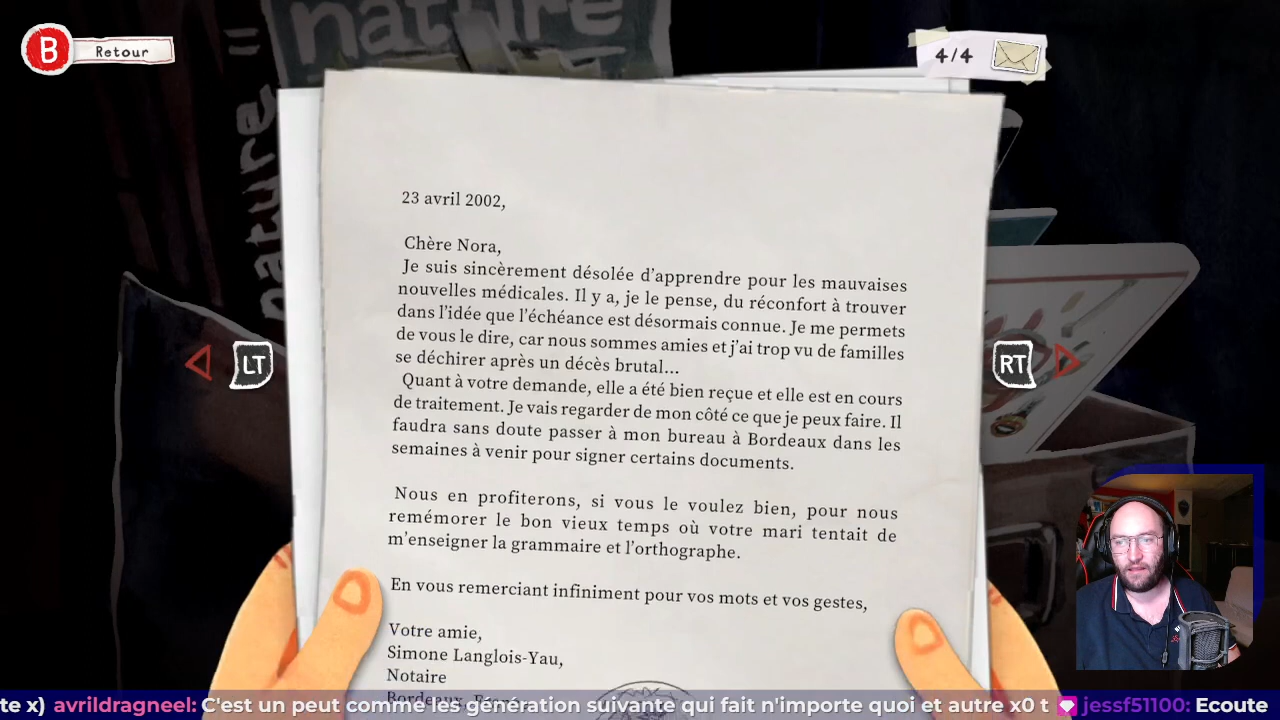 nature
nature
B Retour
4/4
23 avril 2002,
Chère Nora,
Je suis sincèrement désolée d'apprendre pour les mauvaises
nouvelles médicales. Il y a, je le pense, du réconfort à trouver
dans l'idée que l'échéance est désormais connue. Je me permets
de vous le dire, car nous sommes amies et j'ai trop vu de familles
se déchirer après un décès brutal...
Quant à votre demande, elle a été bien reçue et elle est en cours
de traitement. Je vais regarder de mon côté ce que je peux faire. Il
faudra sans doute passer à mon bureau à Bordeaux dans les
semaines à venir pour signer certains documents.
Nous en profiterons, si vous le voulez bien, pour nous
remémorer le bon vieux temps où votre mari tentait de
m'enseigner la grammaire et l'orthographe.
En vous remerciant infiniment pour vos mots et vos gestes,
Votre amie,
Simone Langlois-Yau,
Notaire
LT
RT
te x) avrildragneel: C'est un peut comme les génération suivante qui fait n'importe quoi et autre x0 t jessf51100: Ecoute